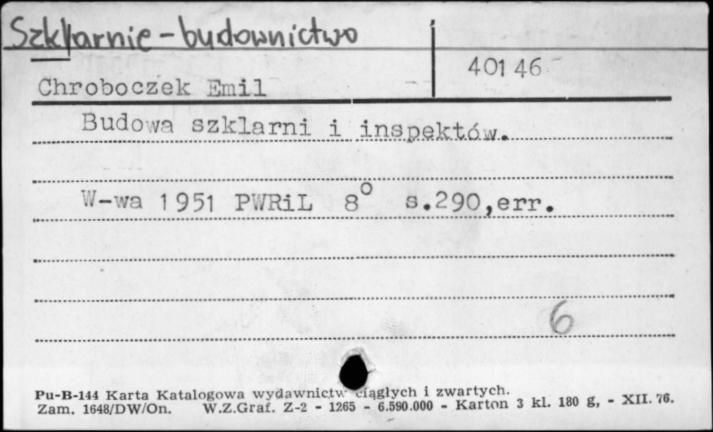 Szklarnie - budownictwo
40146
Chroboczek Emil
Budowa szklarni i inspektów.
W-wa 1951 PWRiL 8° s.290,err.
6
Pu-B-144 Karta Katalogowa wydawnictw ciągłych i zwartych.
Zam. 1648/DW/On. W.Z.Graf. Z-2 - 1265 - 6.590.000 - Karton 3 kl. 180 g, - XII. 76.